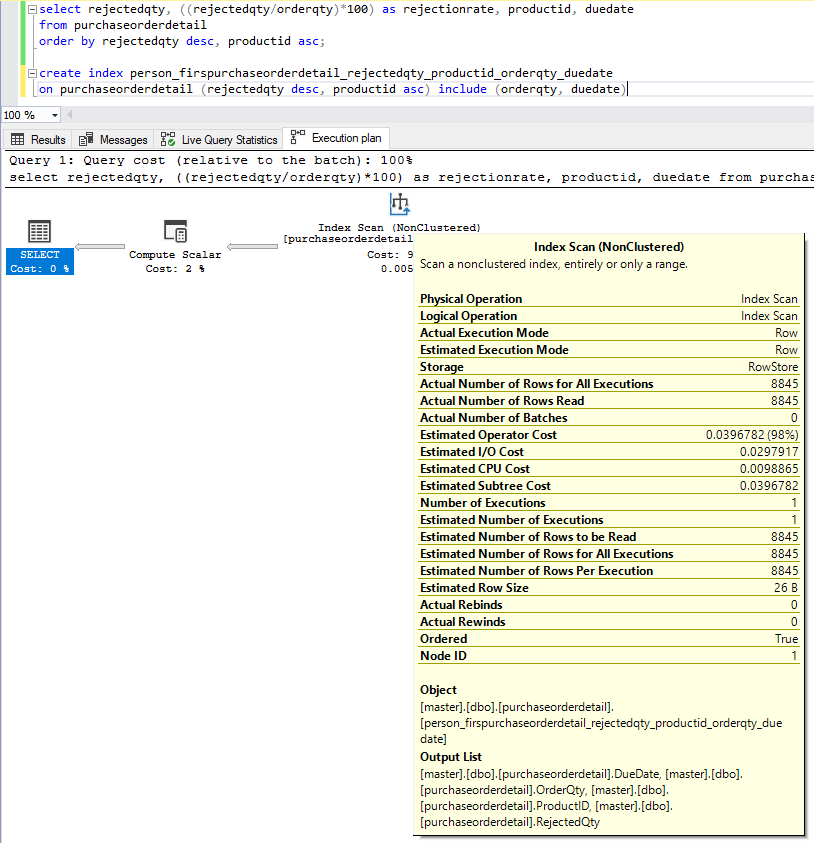 select rejectedqty, ((rejectedqty/orderqty)*100) as rejectionrate, productid, duedate
from purchaseorderdetail
order by rejectedqty desc, productid asc;
create index person_firspurchaseorderdetail_rejectedqty_productid_orderqty_duedate
on purchaseorderdetail (rejectedqty desc, productid asc) include (orderqty, duedate)
100 %
Results Messages Live Query Statistics Execution plan
Query 1: Query cost (relative to the batch): 100%
select rejectedqty, ((rejectedqty/orderqty)*100) as rejectionrate, productid, duedate from purchas
Index Scan (NonClustered)
[purchaseorderdetail
SELECT
Cost: 0 %
Compute Scalar
Cost: 2 %
Cost: 9
0.005
Index Scan (NonClustered)
Scan a nonclustered index, entirely or only a range.
Physical Operation Index Scan
Logical Operation Index Scan
Actual Execution Mode Row
Estimated Execution Mode Row
Storage RowStore
Actual Number of Rows for All Executions 8845
Actual Number of Rows Read 8845
Actual Number of Batches 0
Estimated Operator Cost 0.0396782 (98%)
Estimated I/O Cost 0.0297917
Estimated CPU Cost 0.0098865
Estimated Subtree Cost 0.0396782
Number of Executions 1
Estimated Number of Executions 1
Estimated Number of Rows to be Read 8845
Estimated Number of Rows for All Executions 8845
Estimated Number of Rows Per Execution 8845
Estimated Row Size 26 B
Actual Rebinds 0
Actual Rewinds 0
Ordered True
Node ID 1
Object
[master].[dbo].[purchaseorderdetail].
[person_firspurchaseorderdetail_rejectedqty_productid_orderqty_due
date]
Output List
[master].[dbo].[purchaseorderdetail].DueDate, [master].[dbo].
[purchaseorderdetail].OrderQty, [master].[dbo].
[purchaseorderdetail].ProductID, [master].[dbo].
[purchaseorderdetail].RejectedQty